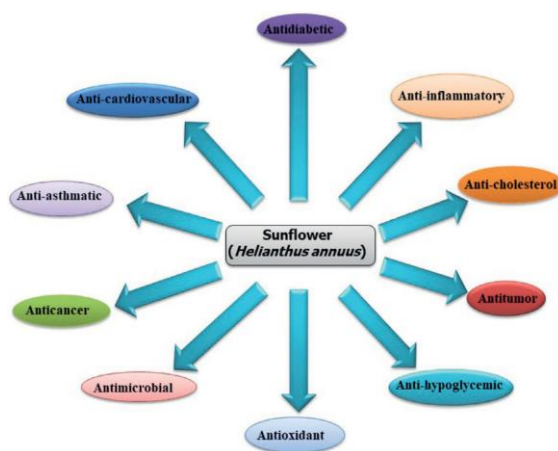 Antidiabetic
Anti-cardiovascular
Anti-inflammatory
Anti-asthmatic
Anti-cholesterol
Sunflower
(Helianthus annuus)
Anticancer
Antitumor
Antimicrobial
Anti-hypoglycemic
Antioxidant